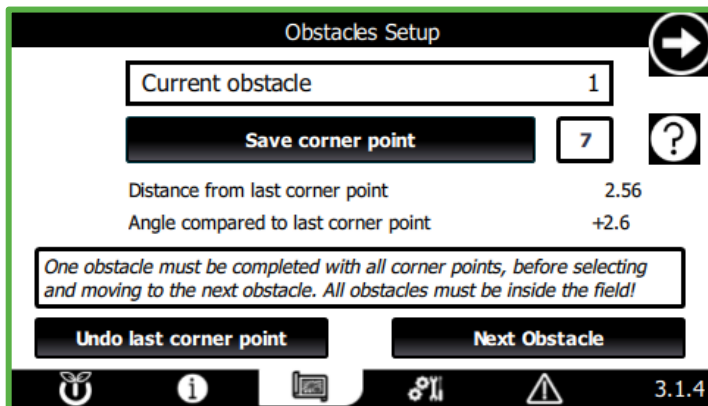 Obstacles Setup
Current obstacle 1
Save corner point 7 ?
Distance from last corner point 2.56
Angle compared to last corner point +2.6
One obstacle must be completed with all corner points, before selecting
and moving to the next obstacle. All obstacles must be inside the field!
Undo last corner point Next Obstacle
3.1.4